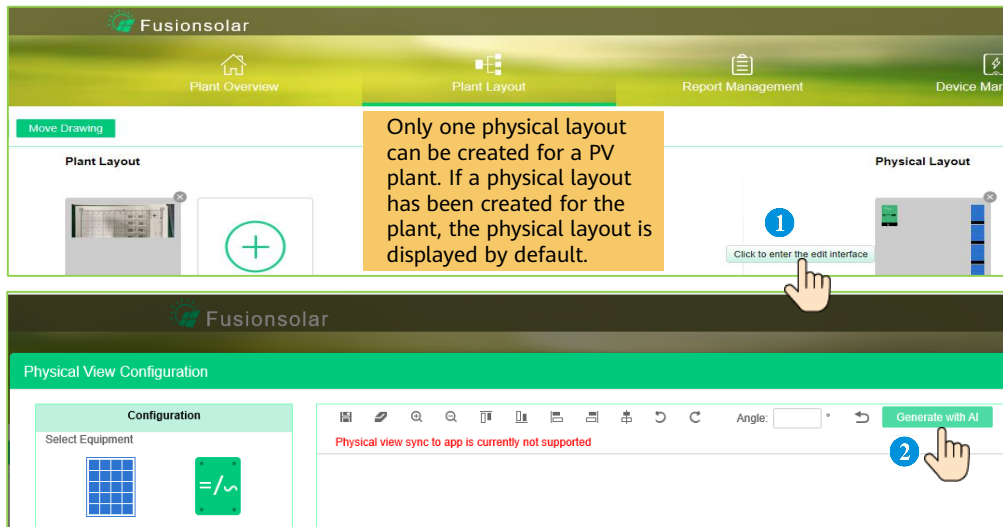 Fusionsolar
Plant Overview
Plant Layout
Report Management
Device Mar
Move Drawing
Plant Layout
Only one physical layout
can be created for a PV
plant. If a physical layout
has been created for the
plant, the physical layout is
displayed by default.
Physical Layout
1
Click to enter the edit interface
Fusionsolar
Physical View Configuration
Configuration
Select Equipment
Angle:
°
Generate with AI
Physical view sync to app is currently not supported
2